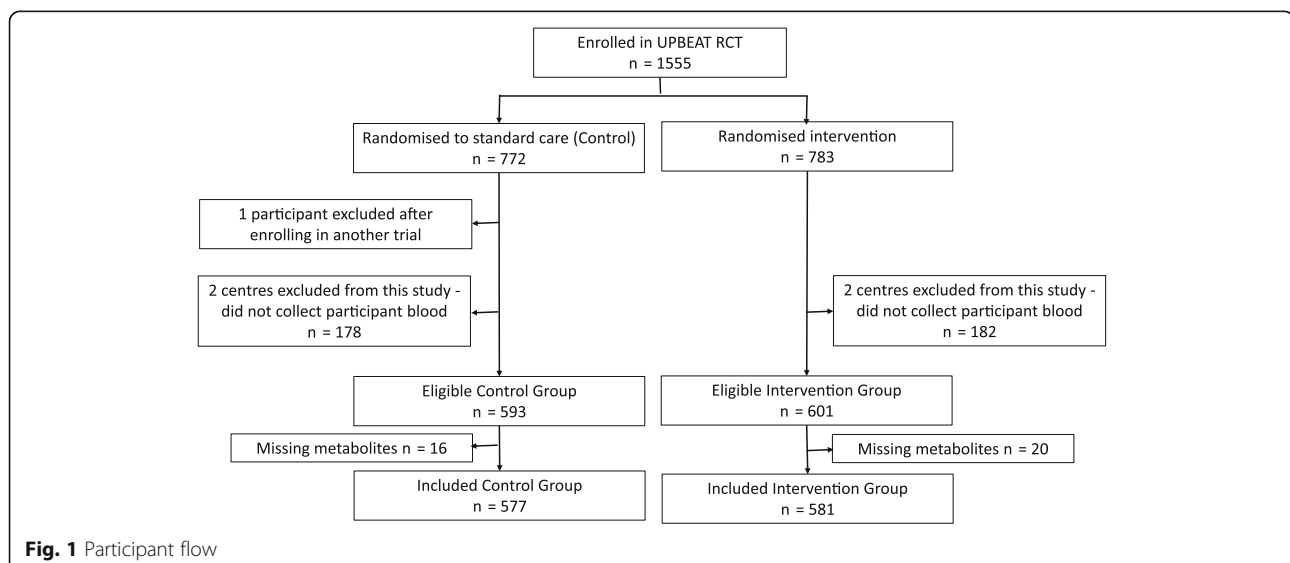 Enrolled in UPBEAT RCT
n = 1555
Randomised to standard care (Control)
n = 772
Randomised intervention
n = 783
1 participant excluded after
enrolling in another trial
2 centres excluded from this study -
did not collect participant blood
n = 178
2 centres excluded from this study -
did not collect participant blood
n = 182
Eligible Control Group
n = 593
Eligible Intervention Group
n = 601
Missing metabolites n = 16
Missing metabolites n = 20
Included Control Group
n = 577
Included Intervention Group
n = 581
Fig. 1 Participant flow